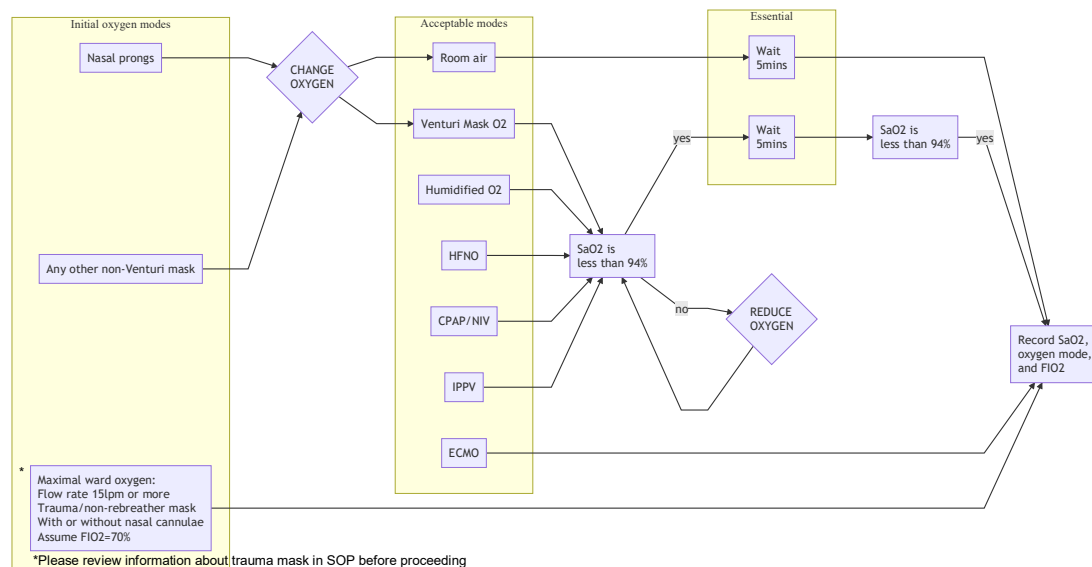 Initial oxygen modes
Nasal prongs
Any other non-Venturi mask
*
Maximal ward oxygen:
Flow rate 15lpm or more
Trauma/non-rebreather mask
With or without nasal cannulae
Assume FIO2=70%
CHANGE
OXYGEN
Acceptable modes
Room air
Venturi Mask O2
Humidified O2
HFNO
CPAP/NIV
IPPV
ECMO
SaO2 is
less than 94%
yes
no
REDUCE
OXYGEN
Essential
Wait
5mins
Wait
5mins
SaO2 is
less than 94%
yes
Record SaO2,
oxygen mode,
and FIO2
*Please review information about trauma mask in SOP before proceeding